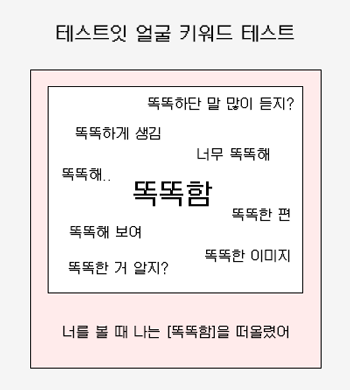 테스트잇 얼굴 키워드 테스트
똑똑하단 말 많이 듣지?
똑똑하게 생김
너무 똑똑해
똑똑해..
똑똑함
똑똑한 편
똑똑해 보여
똑똑한 이미지
똑똑한 거 알지?
너를 볼 때 나는 [똑똑함]을 떠올렸어